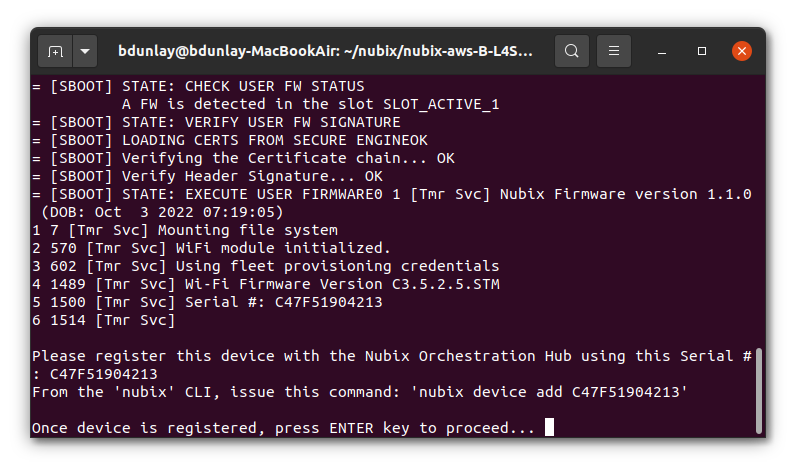 bdunlay@bdunlay-MacBookAir: ~/nubix/nubix-aws-B-L4S...
= [SBOOT] STATE: CHECK USER FW STATUS
          A FW is detected in the slot SLOT_ACTIVE_1
= [SBOOT] STATE: VERIFY USER FW SIGNATURE
= [SBOOT] LOADING CERTS FROM SECURE ENGINEOK
= [SBOOT] Verifying the Certificate chain... OK
= [SBOOT] Verify Header Signature... OK
= [SBOOT] STATE: EXECUTE USER FIRMWARE0 1 [Tmr Svc] Nubix Firmware version 1.1.0
 (DOB: Oct  3 2022 07:19:05)
1 7 [Tmr Svc] Mounting file system
2 570 [Tmr Svc] WiFi module initialized.
3 602 [Tmr Svc] Using fleet provisioning credentials
4 1489 [Tmr Svc] Wi-Fi Firmware Version C3.5.2.5.STM
5 1500 [Tmr Svc] Serial #: C47F51904213
6 1514 [Tmr Svc]
Please register this device with the Nubix Orchestration Hub using this Serial #
: C47F51904213
From the 'nubix' CLI, issue this command: 'nubix device add C47F51904213'
Once device is registered, press ENTER key to proceed...